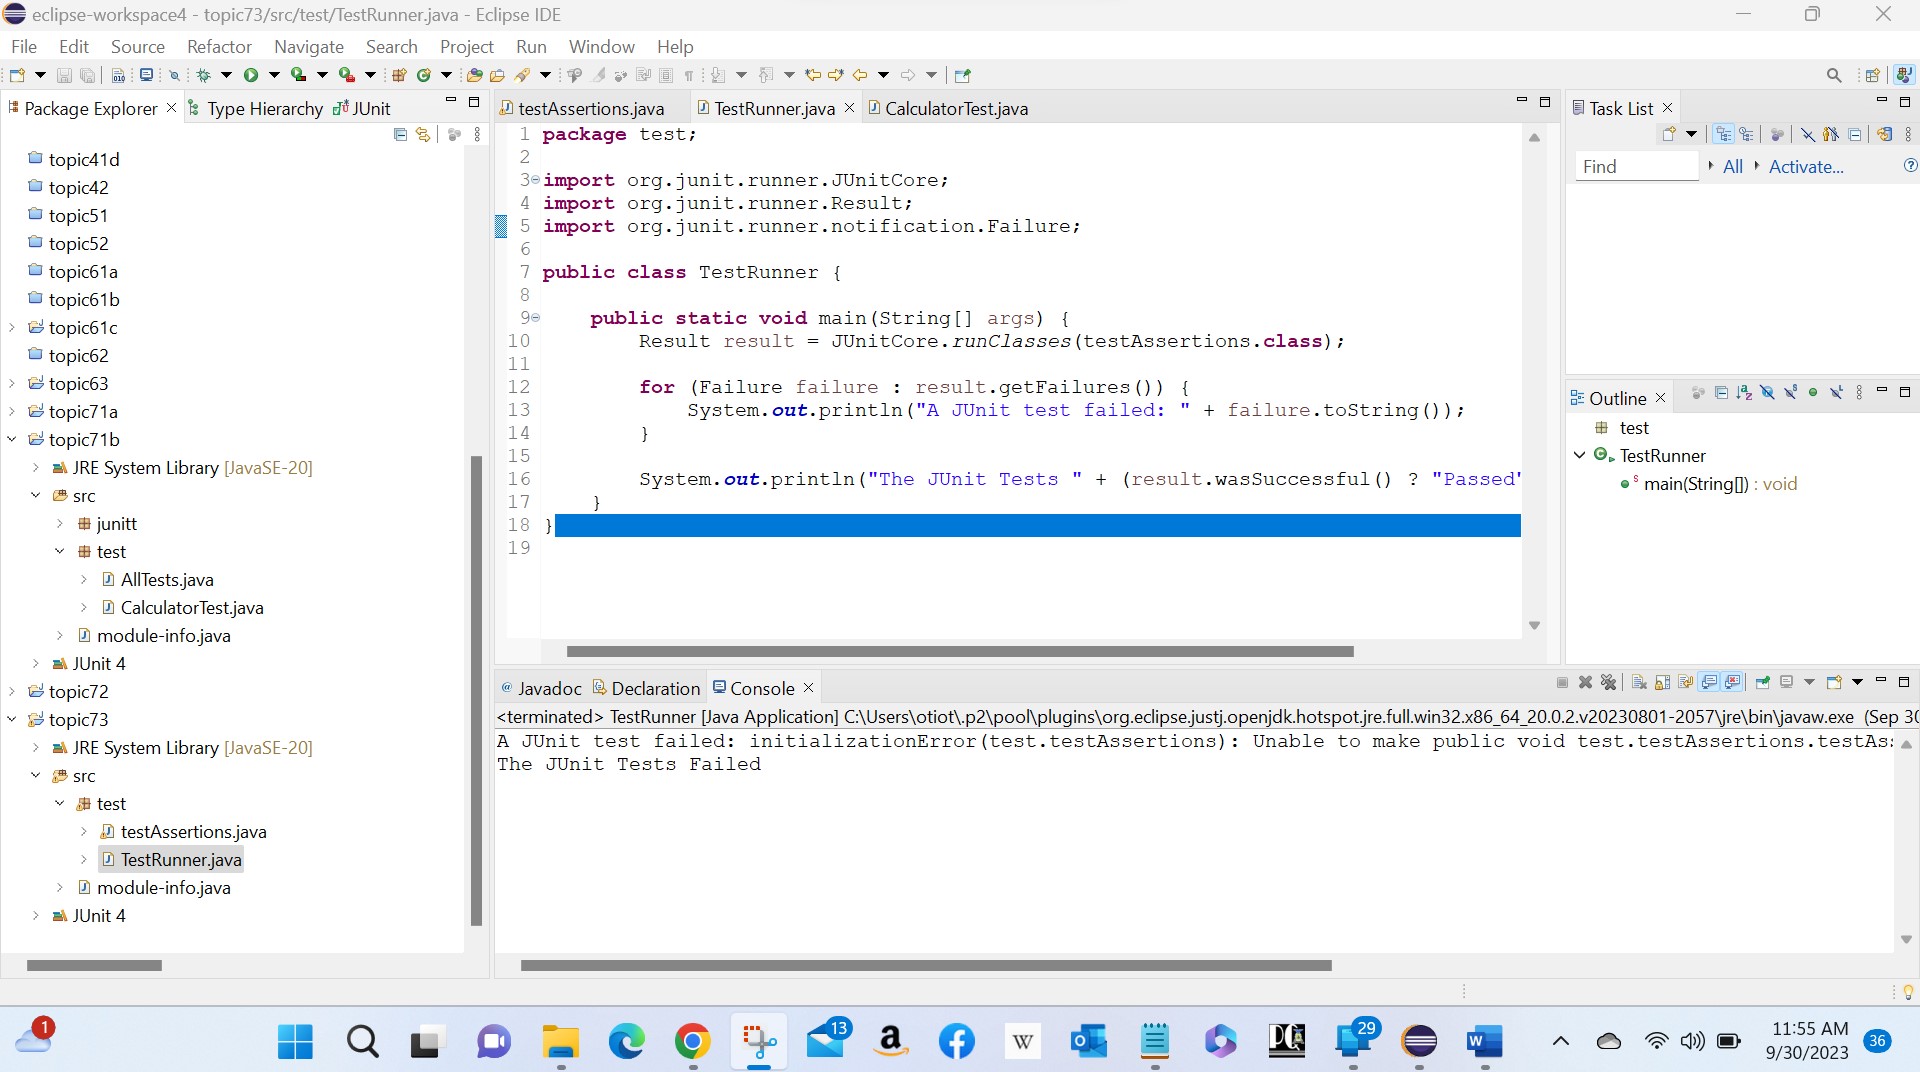 eclipse-workspace4 - topic73/src/test/TestRunner.java - Eclipse IDE
File Edit Source Refactor Navigate Search Project Run Window Help
Package Explorer
Type Hierarchy
JUnit
topic41d
topic42
topic51
topic52
topic61a
topic61b
topic61c
topic62
topic63
topic71a
topic71b
JRE System Library [JavaSE-20]
src
junitt
test
AllTests.java
CalculatorTest.java
module-info.java
JUnit 4
topic72
topic73
JRE System Library [JavaSE-20]
src
test
testAssertions.java
TestRunner.java
module-info.java
JUnit 4
testAssertions.java
TestRunner.java
CalculatorTest.java
1 package test;
2
3 import org.junit.runner.JUnitCore;
4 import org.junit.runner.Result;
5 import org.junit.runner.notification.Failure;
6
7 public class TestRunner {
8
9 public static void main(String[] args) {
10 Result result = JUnitCore.runClasses(testAssertions.class);
11
12 for (Failure failure : result.getFailures()) {
13 System.out.println("A JUnit test failed: " + failure.toString());
14 }
15
16 System.out.println("The JUnit Tests " + (result.wasSuccessful() ? "Passed"
17 }
18 }
19
Task List
Find
All
Activate...
Outline
test
TestRunner
main(String[]) : void
Javadoc
Declaration
Console
<terminated> TestRunner [Java Application] C:\Users\otiot\.p2\pool\plugins\org.eclipse.justj.openjdk.hotspot.jre.full.win32.x86_64_20.0.2.v20230801-2057\jre\bin\javaw.exe (Sep 30
A JUnit test failed: initializationError(test.testAssertions): Unable to make public void test.testAssertions.testAs
The JUnit Tests Failed
1
13
29
11:55 AM
9/30/2023
36